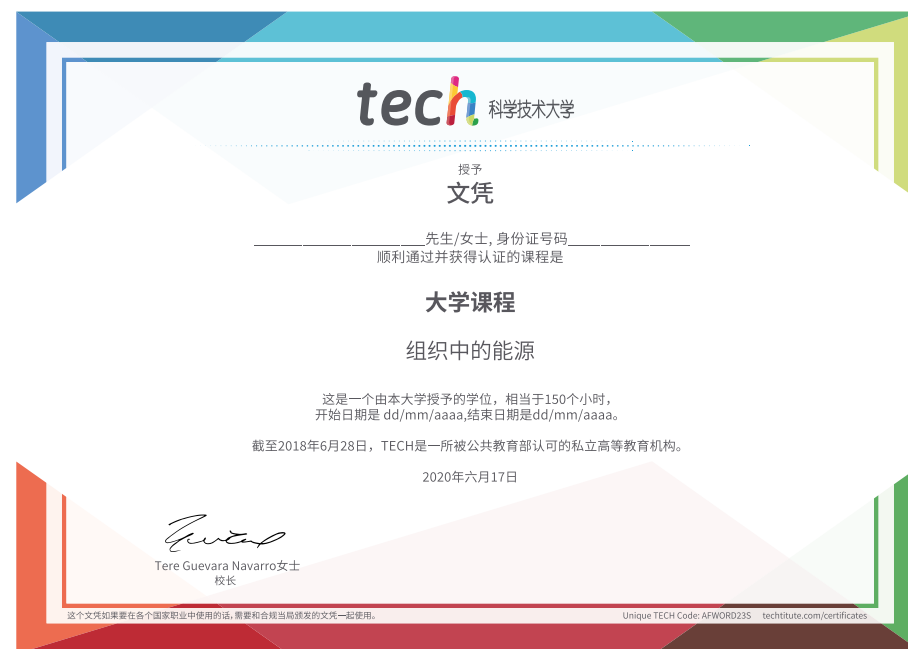 tech 科学技术大学
授予
文凭
______________________先生/女士, 身份证号码_______________
顺利通过并获得认证的课程是
大学课程
组织中的能源
这是一个由本大学授予的学位，相当于150个小时，
开始日期是 dd/mm/aaaa,结束日期是dd/mm/aaaa。
截至2018年6月28日，TECH是一所被公共教育部认可的私立高等教育机构。
2020年六月17日
Tere Guevara Navarro女士
校长
这个文凭如果要在各个国家职业中使用的话,需要和合规当局颁发的文凭一起使用。
Unique TECH Code: AFWORD23S techtitute.com/certificates